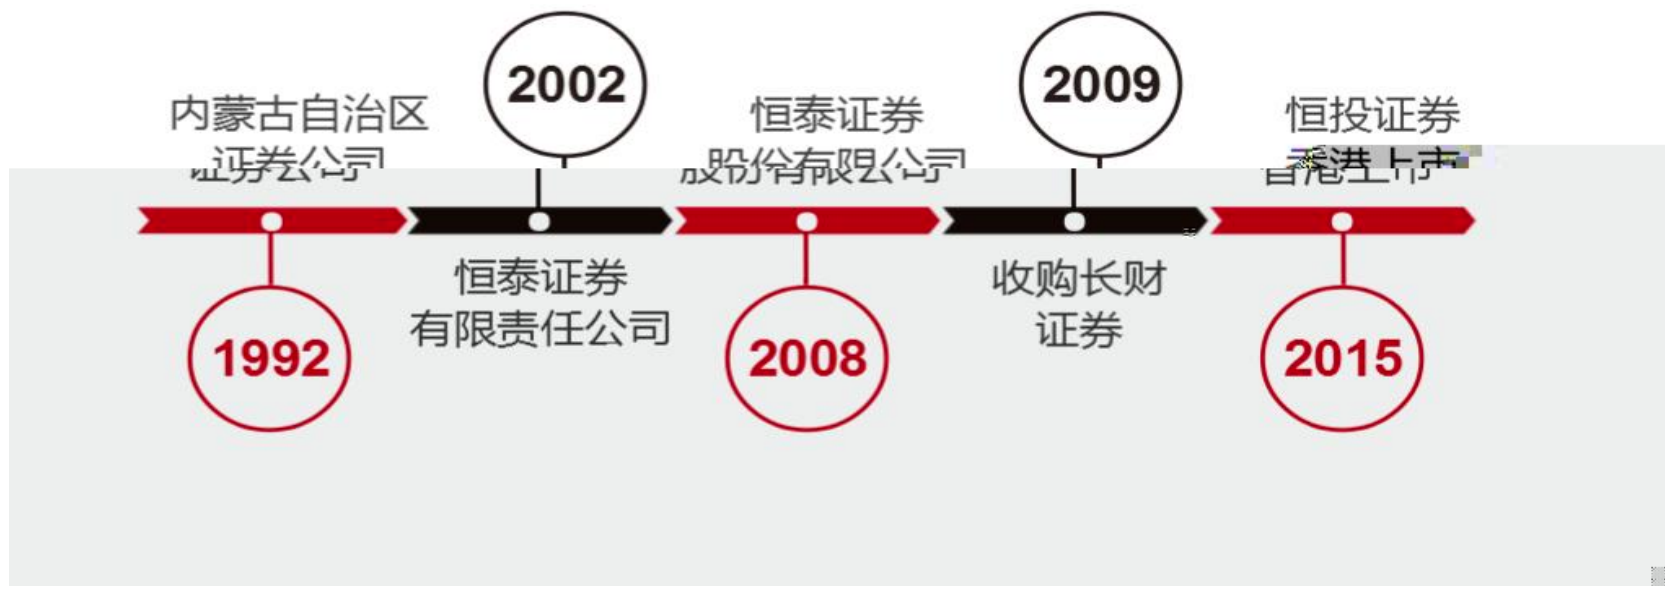 2002
2009
内蒙古自治区
证券公司
恒泰证券
股份有限公司
恒投证券
香港上市
恒泰证券
有限责任公司
收购长财
证券
1992
2008
2015